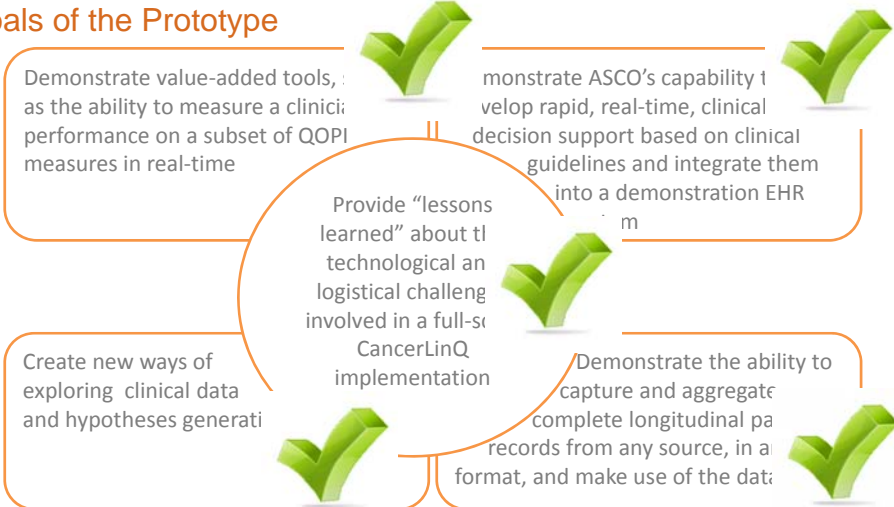 als of the Prototype
Demonstrate value-added tools,
as the ability to measure a clinici
performance on a subset of QOPI
measures in real-time
monstrate ASCO's capability t
velop rapid, real-time, clinical
decision support based on clinical
guidelines and integrate them
into a demonstration EHR
m
Provide “lessons
learned” about th
technological an
logistical challeng
involved in a full-sc
CancerLinQ
implementation
Create new ways of
exploring clinical data
and hypotheses generati
Demonstrate the ability to
capture and aggregate
complete longitudinal pa
records from any source, in a
format, and make use of the data